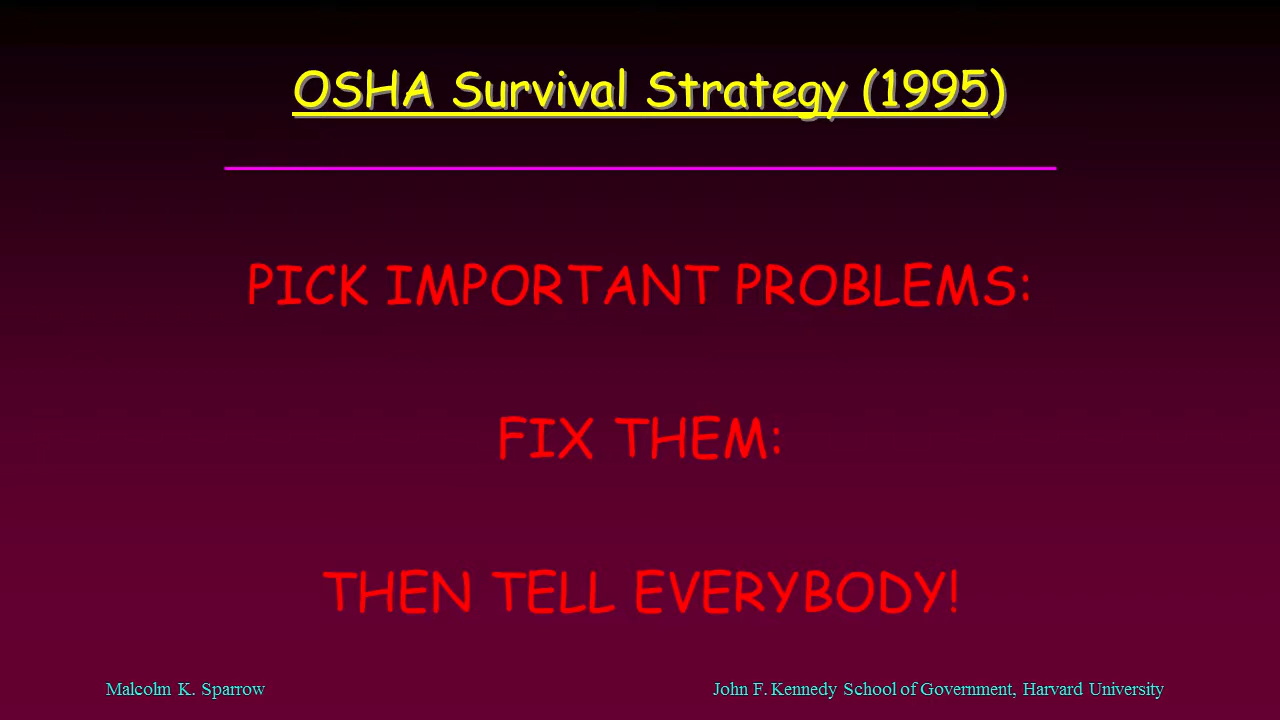 OSHA Survival Strategy (1995)
PICK IMPORTANT PROBLEMS:
FIX THEM:
THEN TELL EVERYBODY!
Malcolm K. Sparrow
John F. Kennedy School of Government, Harvard University